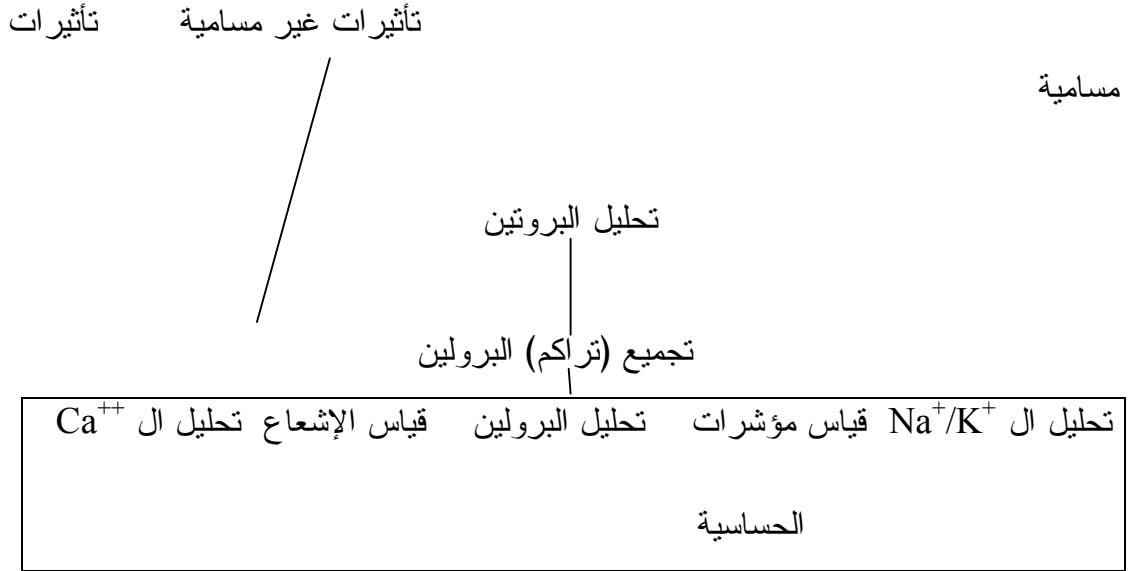 تأثيرات غير مسامية تأثيرات
مسامية
تحليل البروتين
تجميع (تراكم) البرولين
تحليل ال Na⁺/K⁺ قياس مؤشرات تحليل البرولين قياس الإشعاع تحليل ال Ca⁺⁺
الحساسية